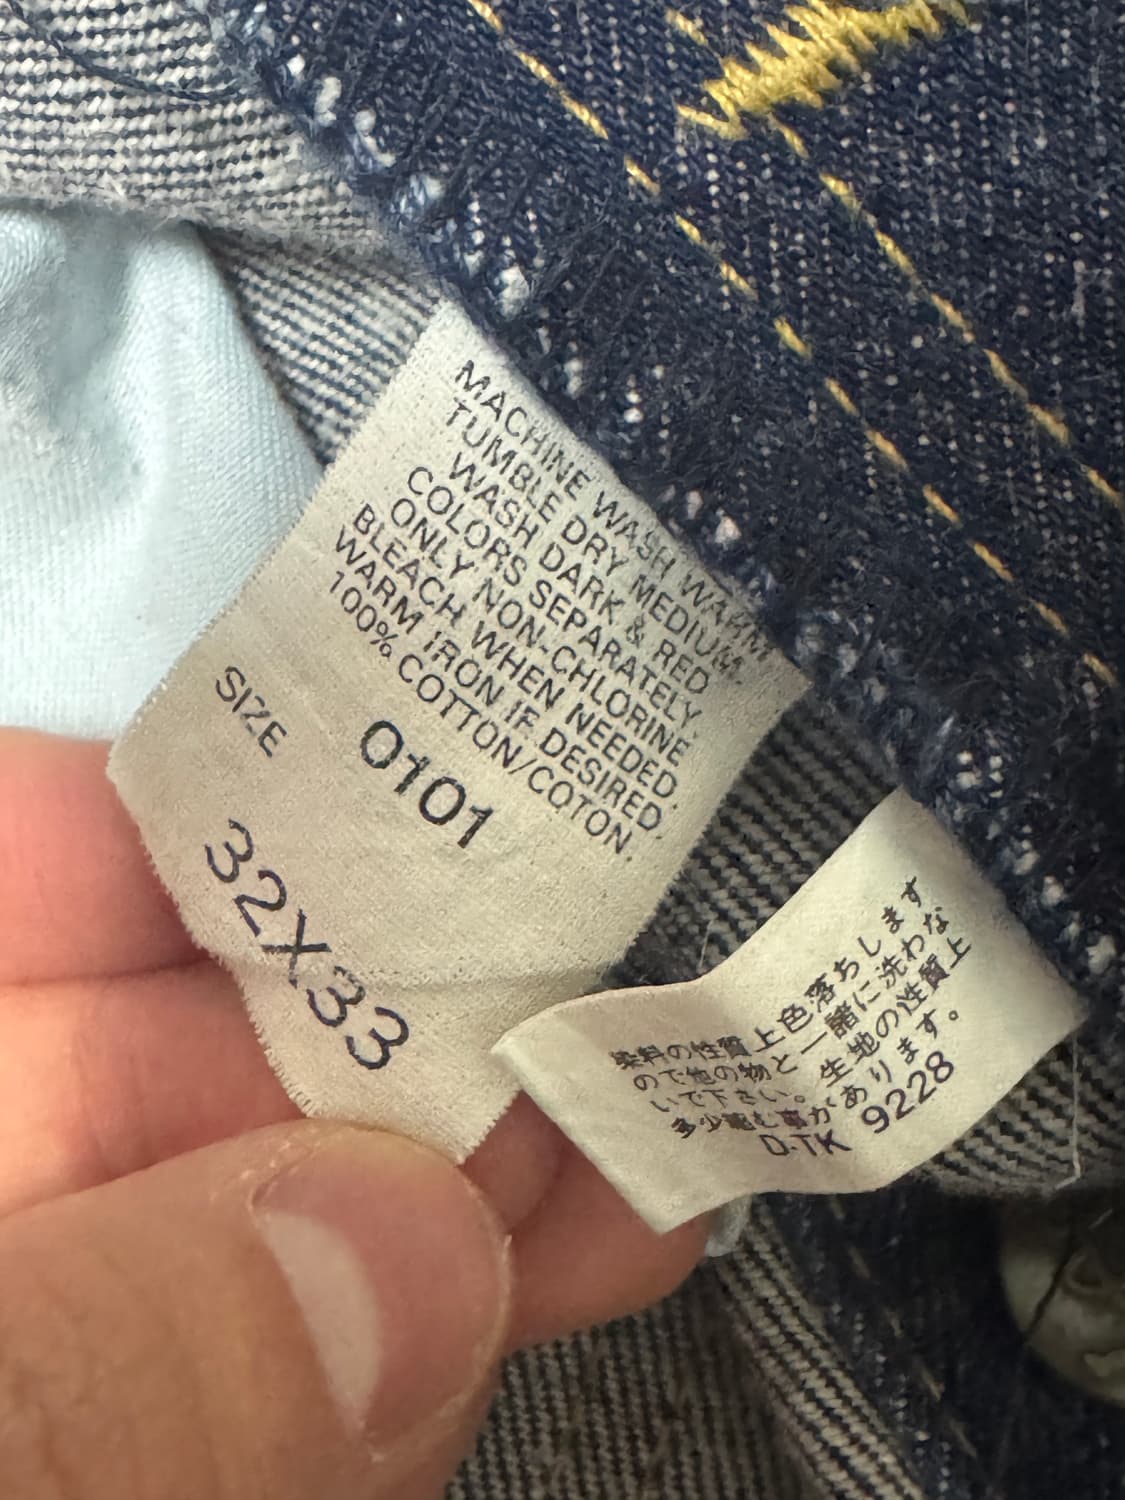 MACHINE WASH WARM
TUMBLE DRY MEDIUM.
WASH DARK & RED
COLORS SEPARATELY.
ONLY NON-CHLORINE
BLEACH WHEN NEEDED.
WARM IRON IF DESIRED.
100% COTTON/COTON.
0101
SIZE
32X33
染料の性質上色落ちします
ので他の物と一諸に洗わな
いで下さい。生地の性質上
多少縮む事があります。
D-TK 9228